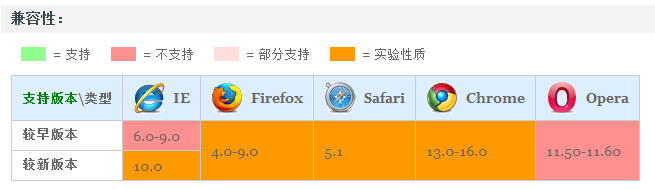 兼容性：
= 支持 = 不支持 = 部分支持 = 实验性质
支持版本\类型 IE Firefox Safari Chrome Opera
较早版本 6.0-9.0 4.0-9.0 5.1 13.0-16.0 11.50-11.60
较新版本 10.0